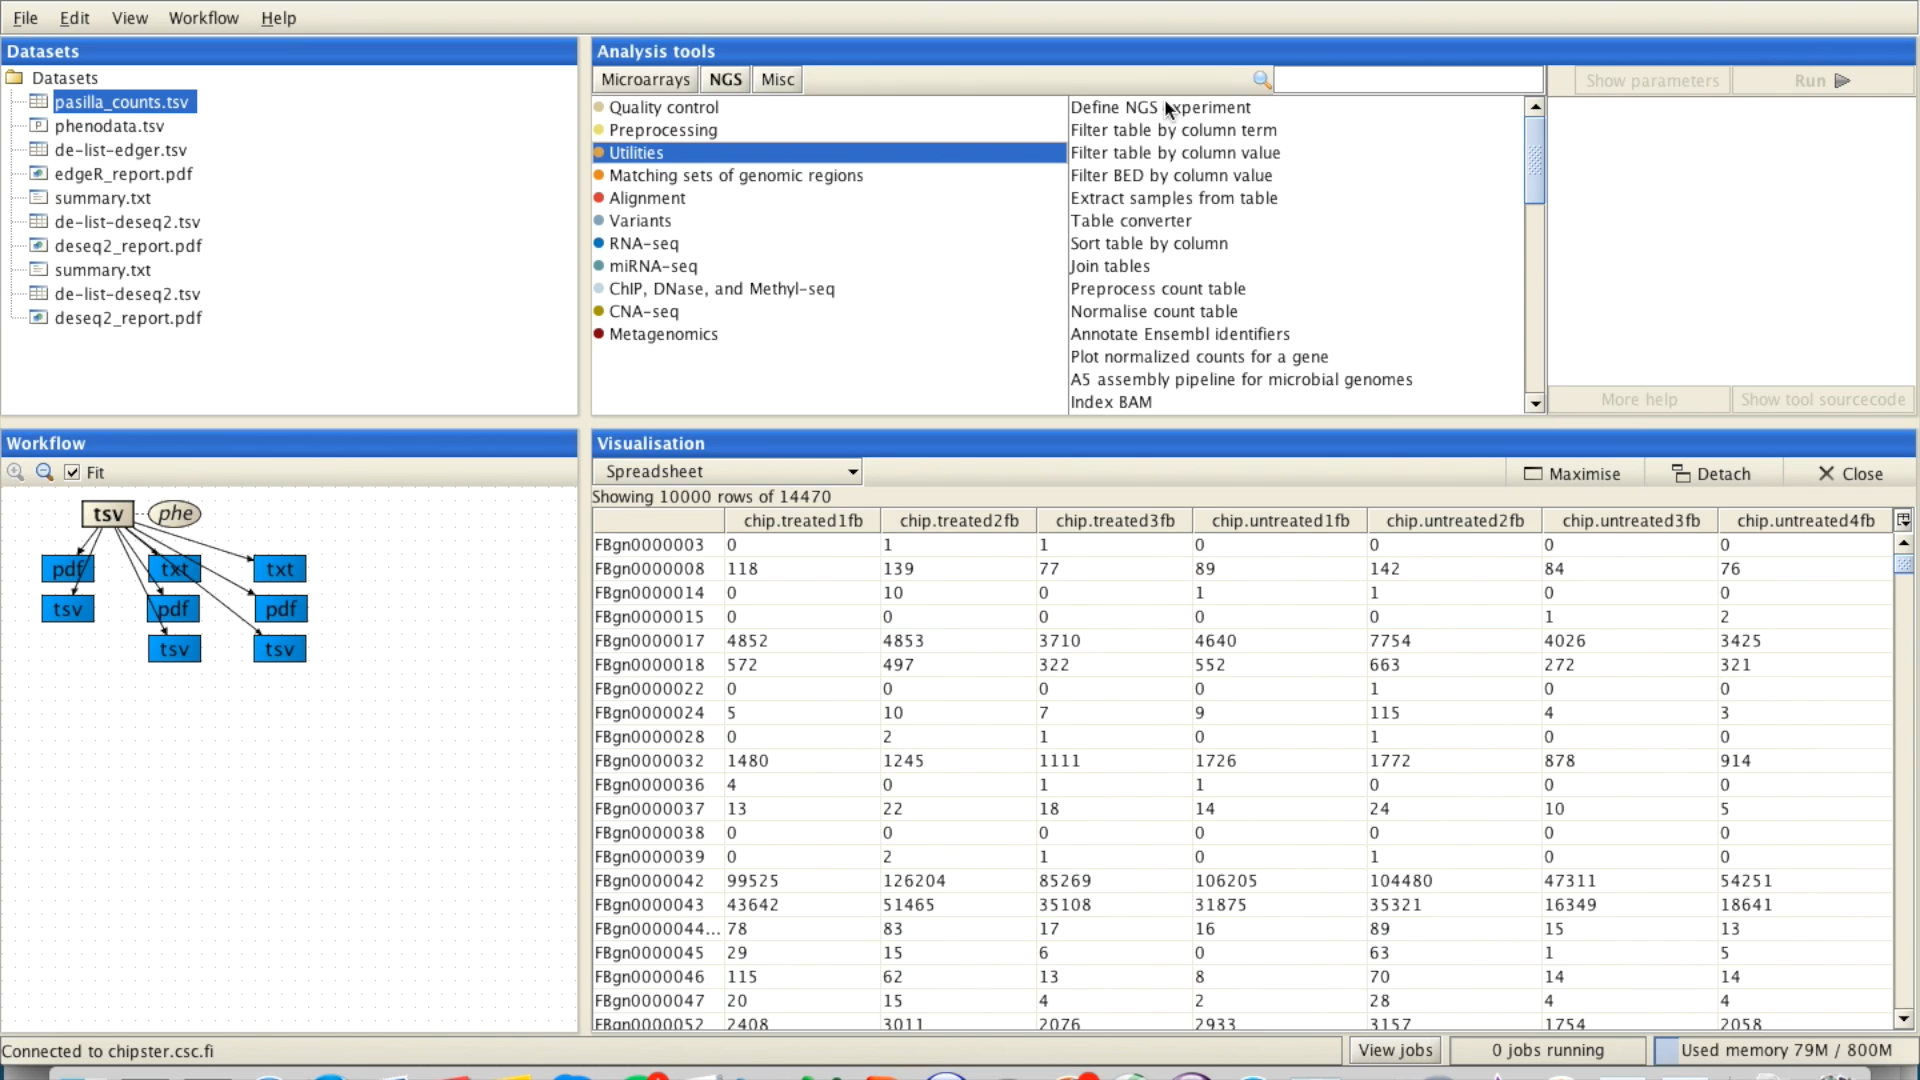 File Edit View Workflow Help
Datasets
Datasets
pasilla_counts.tsv
phenodata.tsv
de-list-edger.tsv
edgeR_report.pdf
summary.txt
de-list-deseq2.tsv
deseq2_report.pdf
summary.txt
de-list-deseq2.tsv
deseq2_report.pdf
Analysis tools
Microarrays NGS Misc
Show parameters Run
Quality control
Preprocessing
Utilities
Matching sets of genomic regions
Alignment
Variants
RNA-seq
miRNA-seq
ChIP, DNase, and Methyl-seq
CNA-seq
Metagenomics
Define NGS experiment
Filter table by column term
Filter table by column value
Filter BED by column value
Extract samples from table
Table converter
Sort table by column
Join tables
Preprocess count table
Normalise count table
Annotate Ensembl identifiers
Plot normalized counts for a gene
A5 assembly pipeline for microbial genomes
Index BAM
More help Show tool sourcecode
Workflow
Fit
tsv phe
pdf txt txt
tsv pdf pdf
tsv tsv
Visualisation
Spreadsheet Maximise Detach Close
Showing 10000 rows of 14470
chip.treated1fb chip.treated2fb chip.treated3fb chip.untreated1fb chip.untreated2fb chip.untreated3fb chip.untreated4fb
FBgn0000003 0 1 1 0 0 0 0
FBgn0000008 118 139 77 89 142 84 76
FBgn0000014 0 10 0 1 1 0 0
FBgn0000015 0 0 0 0 0 1 2
FBgn0000017 4852 4853 3710 4640 7754 4026 3425
FBgn0000018 572 497 322 552 663 272 321
FBgn0000022 0 0 0 0 1 0 0
FBgn0000024 5 10 7 9 115 4 3
FBgn0000028 0 2 1 0 1 0 0
FBgn0000032 1480 1245 1111 1726 1772 878 914
FBgn0000036 4 0 1 1 0 0 0
FBgn0000037 13 22 18 14 24 10 5
FBgn0000038 0 0 0 0 0 0 0
FBgn0000039 0 2 1 0 1 0 0
FBgn0000042 99525 126204 85269 106205 104480 47311 54251
FBgn0000043 43642 51465 35108 31875 35321 16349 18641
FBgn0000044... 78 83 17 16 89 15 13
FBgn0000045 29 15 6 0 63 1 5
FBgn0000046 115 62 13 8 70 14 14
FBgn0000047 20 15 4 2 28 4 4
FBgn0000052 2408 3011 2076 2933 3157 1754 2058
Connected to chipster.csc.fi View jobs 0 jobs running Used memory 79M / 800M